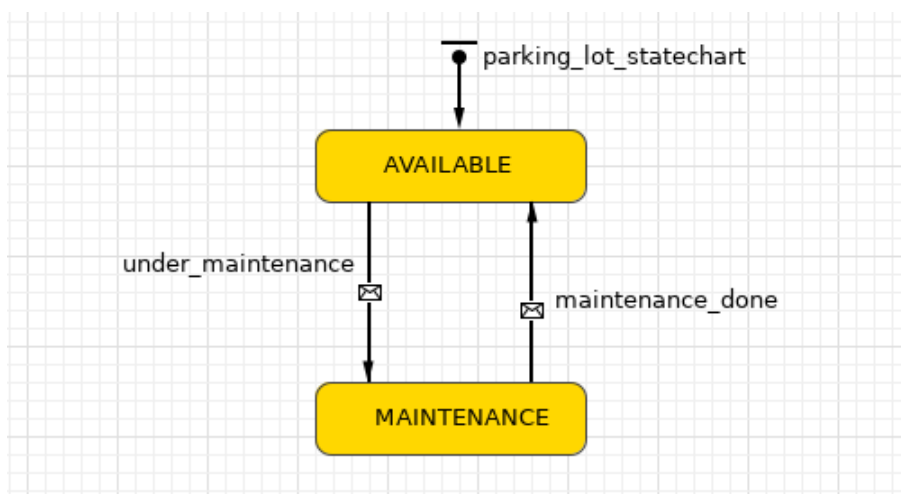 parking_lot_statechart
AVAILABLE
under_maintenance
maintenance_done
MAINTENANCE